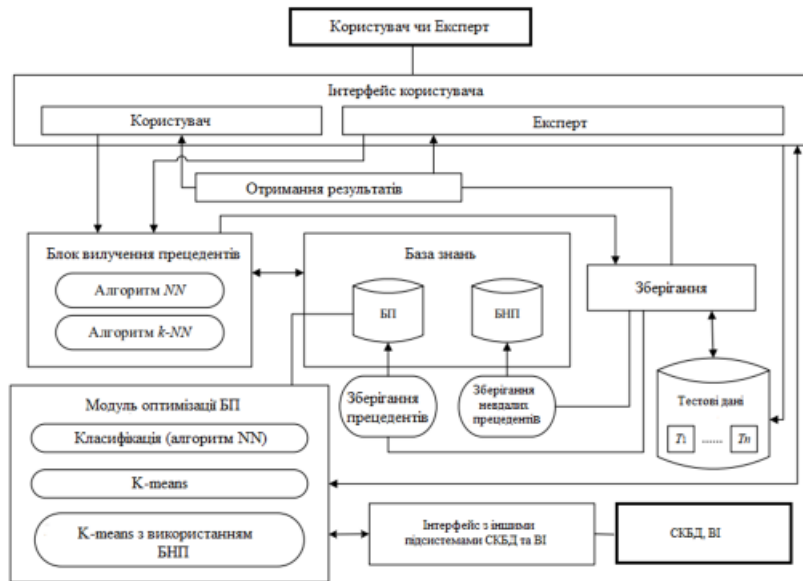 Користувач чи Експерт
Інтерфейс користувача
Користувач
Експерт
Отримання результатів
Блок вилучення прецедентів
Алгоритм NN
Алгоритм k-NN
База знань
БП
БНП
Зберігання
Зберігання
прецедентів
Зберігання
невдалих
прецедентів
Тестові дані
T1 ...... Tn
Модуль оптимізації БП
Класифікація (алгоритм NN)
K-means
K-means з використанням
БНП
Інтерфейс з іншими
підсистемами СКБД та ВІ
СКБД, ВІ